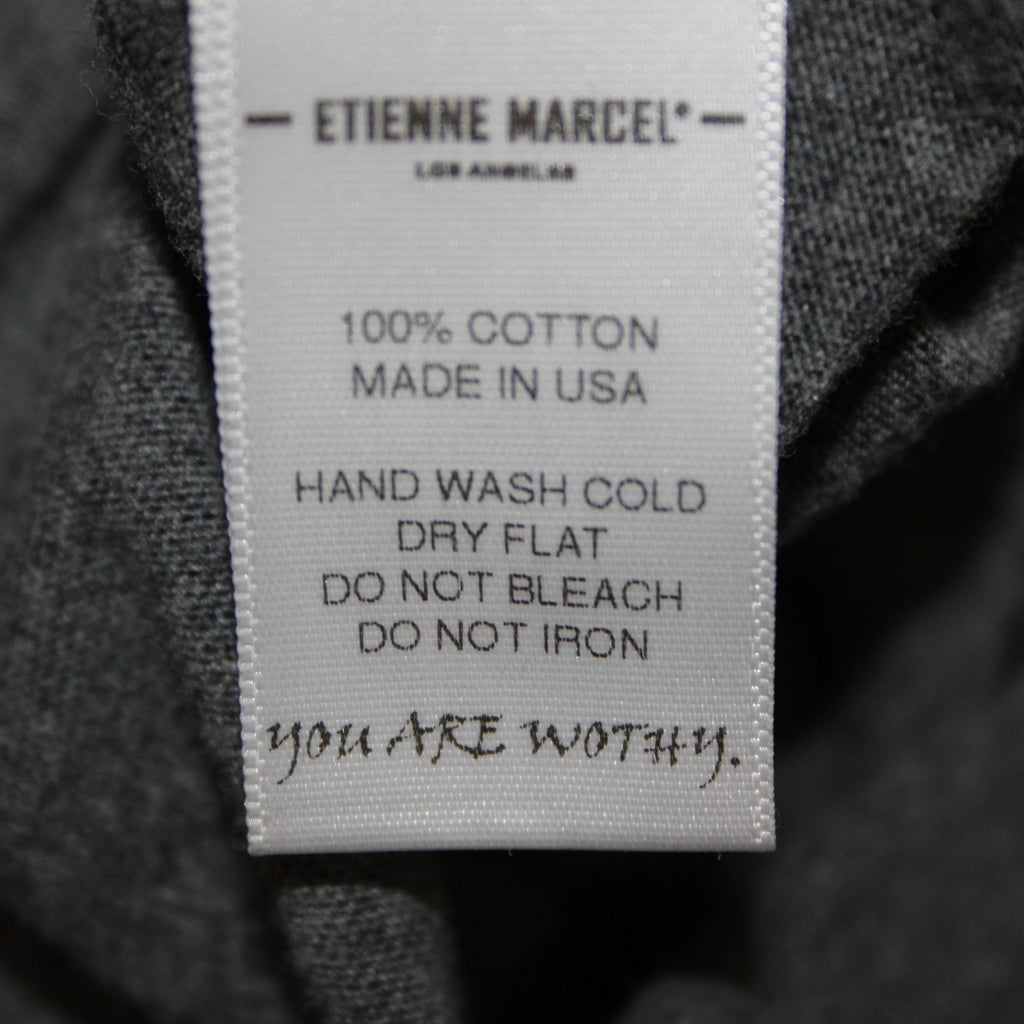 — ETIENNE MARCEL® —
LOS ANGELES
100% COTTON
MADE IN USA
HAND WASH COLD
DRY FLAT
DO NOT BLEACH
DO NOT IRON
YOU ARE WOTHY.